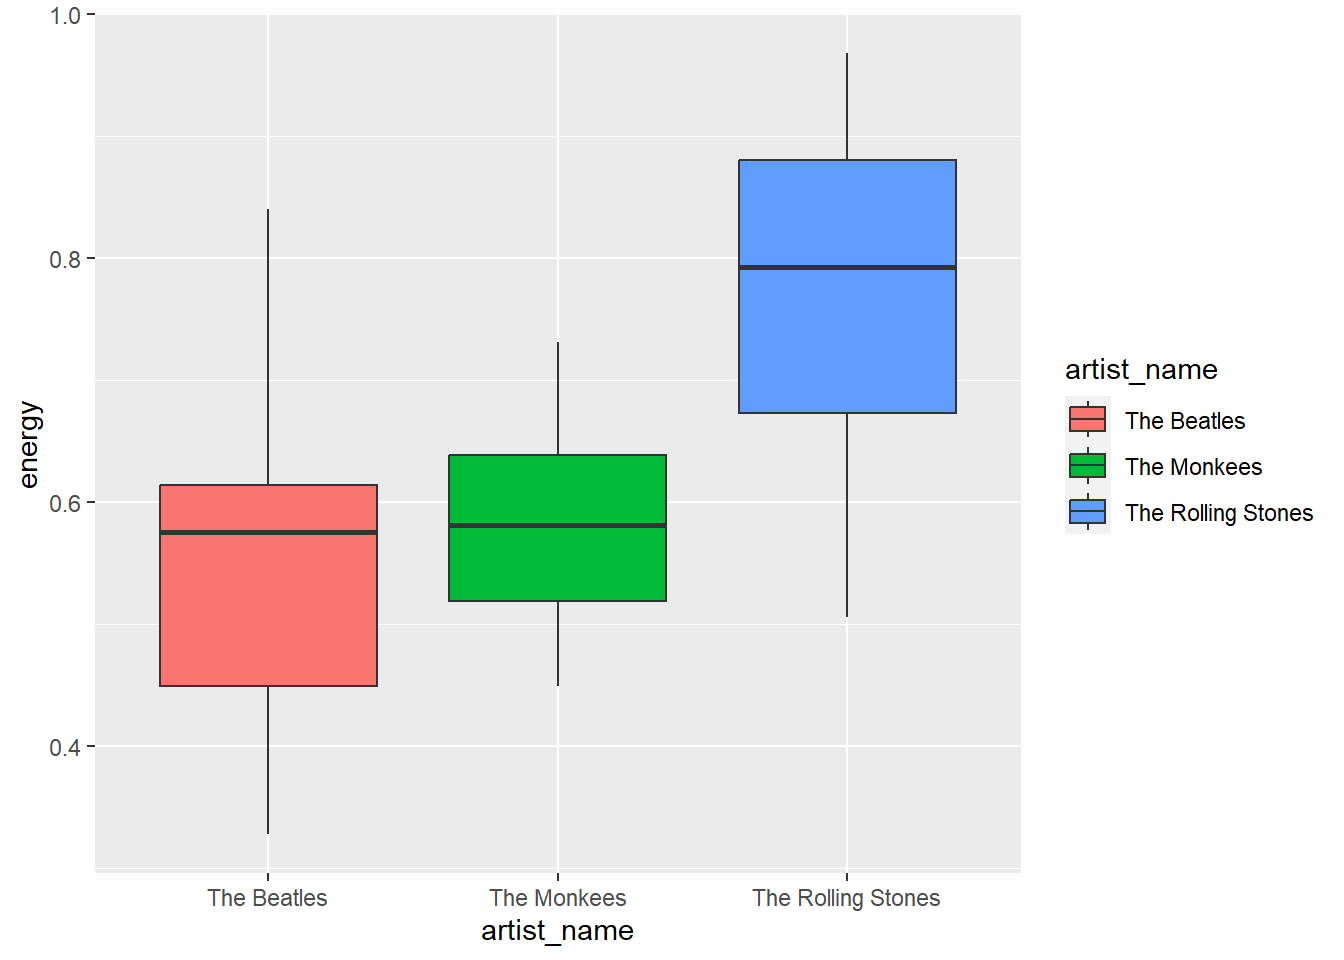 1.0
0.8
0.6
0.4
energy
The Beatles
The Monkees
The Rolling Stones
artist_name
artist_name
The Beatles
The Monkees
The Rolling Stones